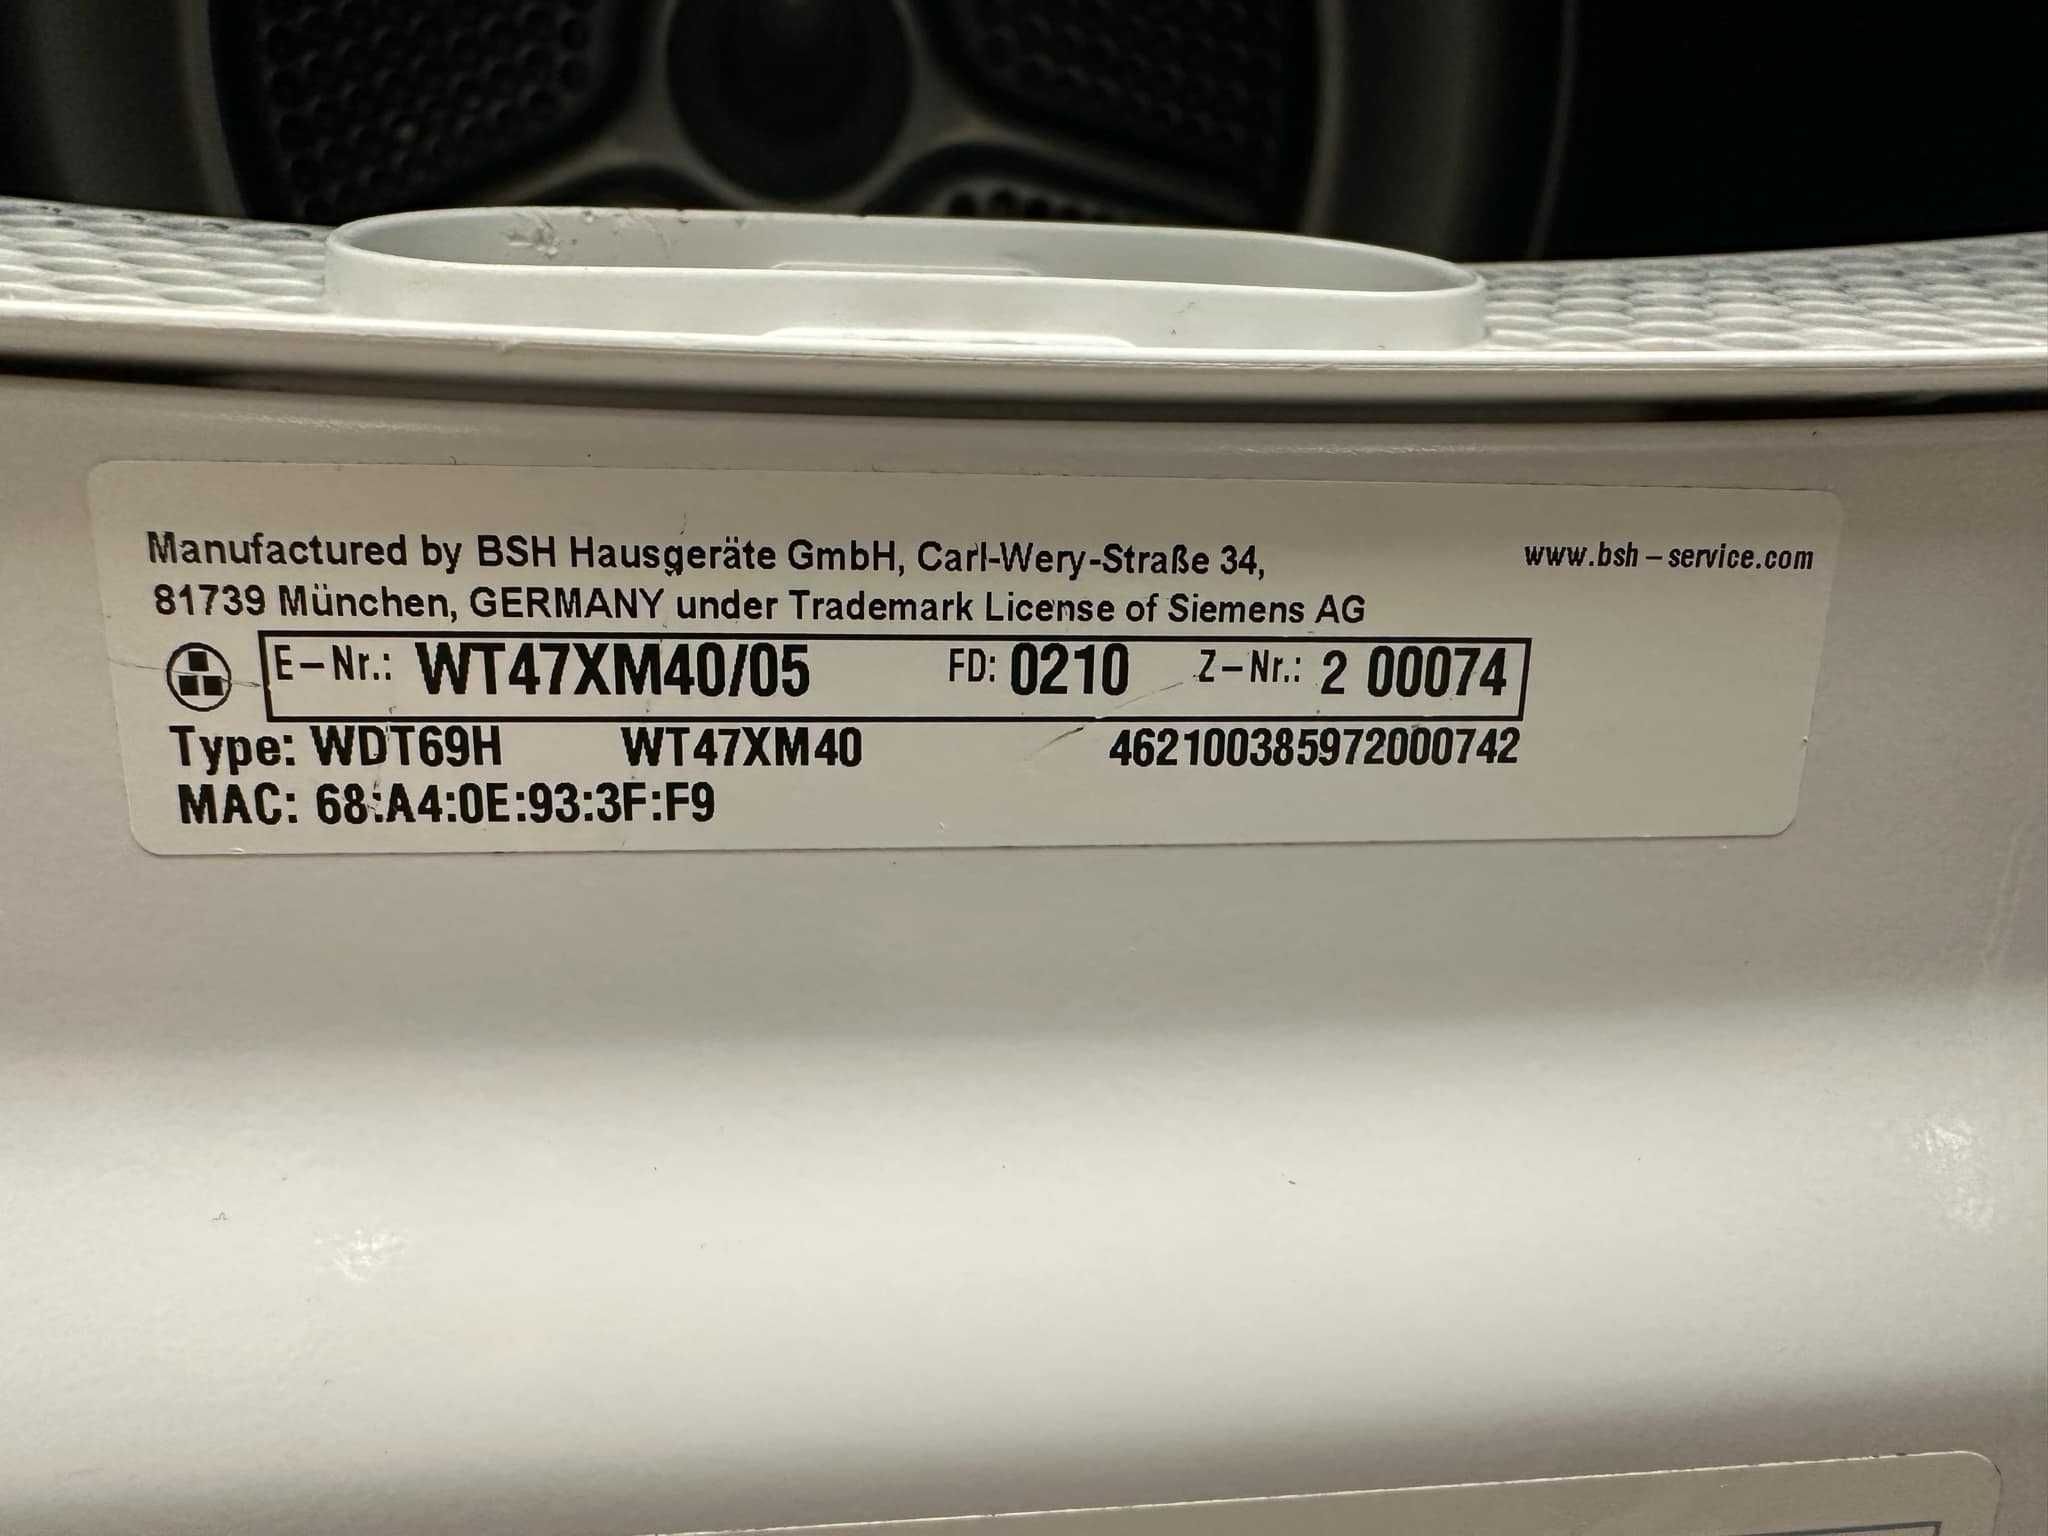 Manufactured by BSH Hausgeräte GmbH, Carl-Wery-Straße 34,
81739 München, GERMANY under Trademark License of Siemens AG
www.bsh-service.com
E-Nr.: WT47XM40/05 FD: 0210 Z-Nr.: 2 00074
Type: WDT69H WT47XM40 462100385972000742
MAC: 68:A4:0E:93:3F:F9